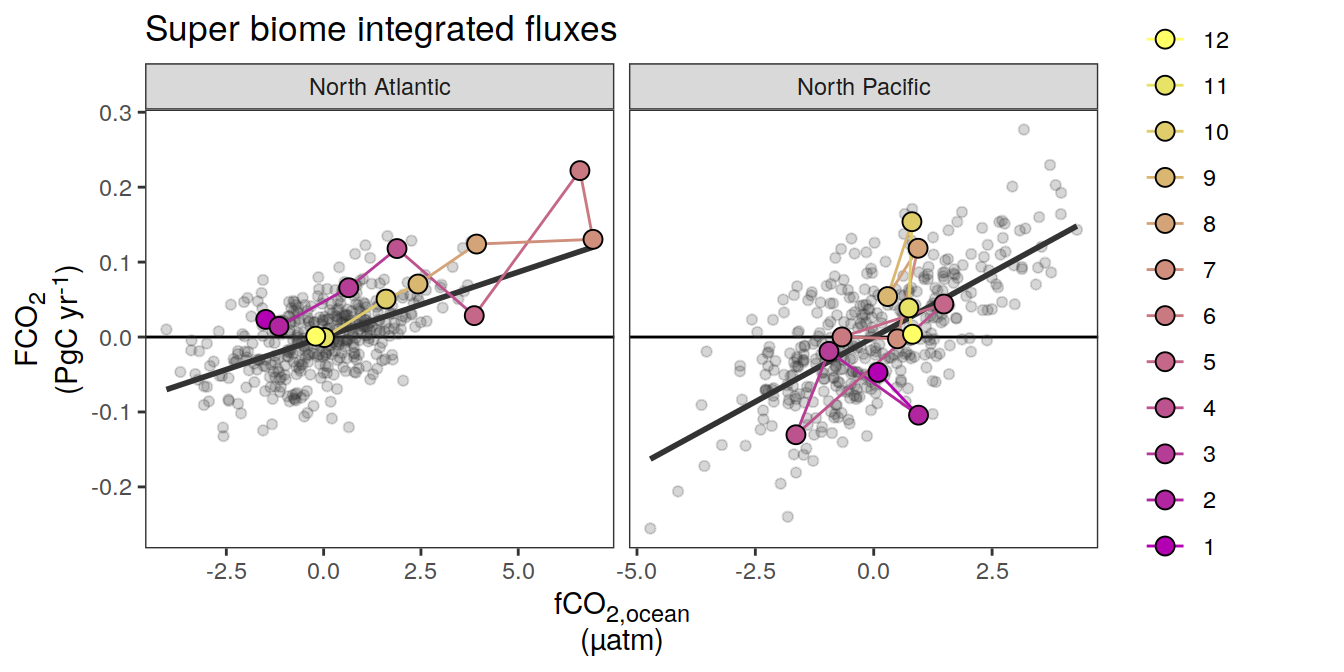 Super biome integrated fluxes
North Atlantic
North Pacific
0.3
0.2
0.1
0.0
-0.1
-0.2
FCO₂
(PgC yr⁻¹)
-2.5 0.0 2.5 5.0
-5.0 -2.5 0.0 2.5
fCO₂,ocean
(µatm)
12
11
10
9
8
7
6
5
4
3
2
1